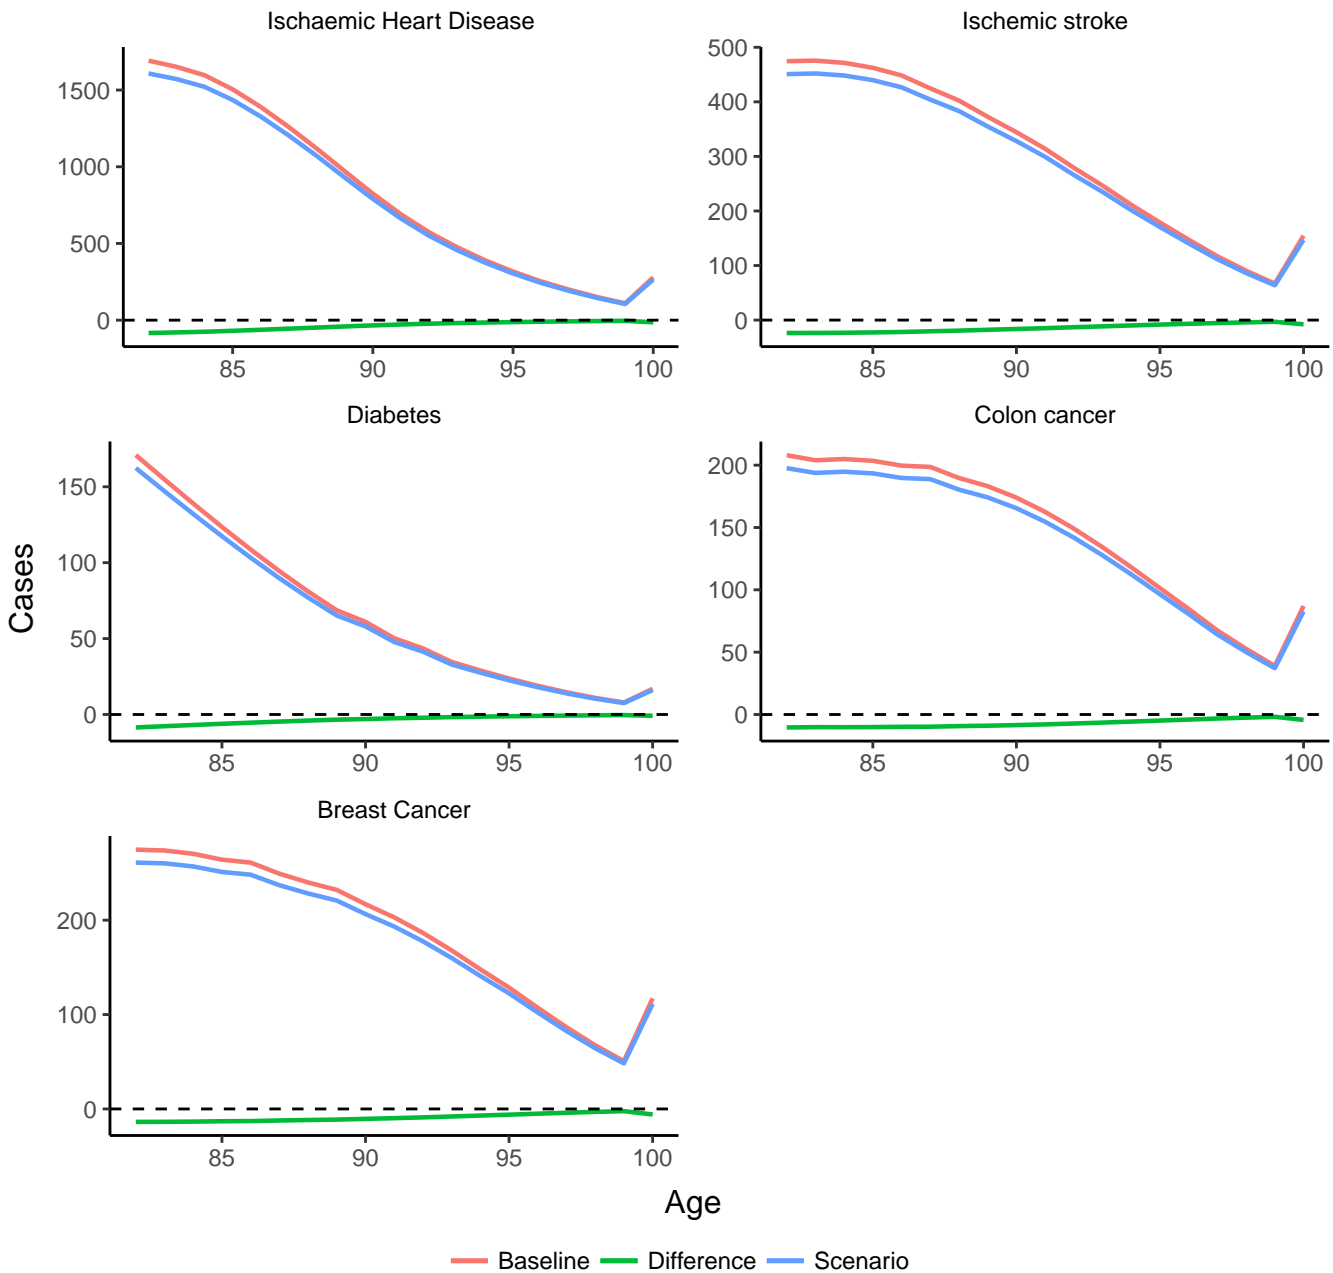 Ischaemic Heart Disease
1500
1000
500
0
85 90 95 100
Ischemic stroke
500
400
300
200
100
0
85 90 95 100
Diabetes
150
100
50
0
85 90 95 100
Colon cancer
200
150
100
50
0
85 90 95 100
Breast Cancer
200
100
0
85 90 95 100
Cases
Age
Baseline Difference Scenario